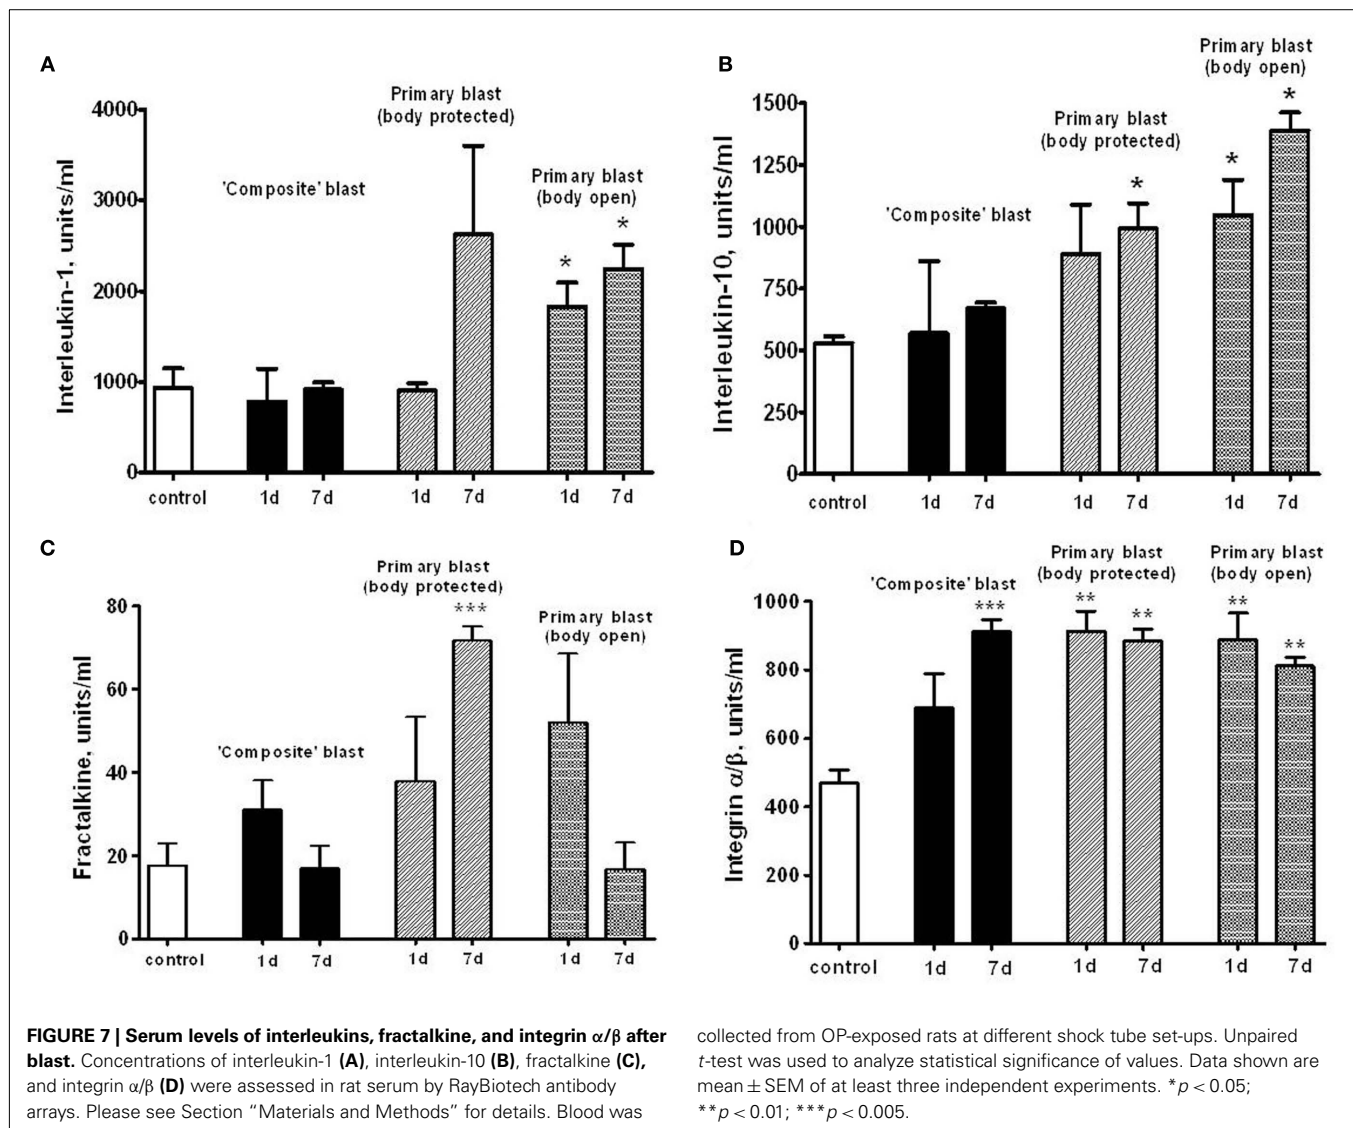 A
Primary blast
(body protected)
'Composite' blast
Primary blast
(body open)
Interleukin-1, units/ml
4000
3000
2000
1000
0
*
*
control
1d
7d
1d
7d
1d
7d
B
Primary blast
(body open)
Primary blast
(body protected)
'Composite' blast
Interleukin-10, units/ml
1500
1250
1000
750
500
250
0
*
*
*
control
1d
7d
1d
7d
1d
7d
C
Primary blast
(body protected)
'Composite' blast
Primary blast
(body open)
Fractalkine, units/ml
80
60
40
20
0
***
control
1d
7d
1d
7d
1d
7d
D
'Composite' blast
Primary blast
(body protected)
Primary blast
(body open)
Integrin α/β, units/ml
1000
800
600
400
200
0
***
**
**
**
**
control
1d
7d
1d
7d
1d
7d
FIGURE 7 | Serum levels of interleukins, fractalkine, and integrin α/β after
blast. Concentrations of interleukin-1 (A), interleukin-10 (B), fractalkine (C),
and integrin α/β (D) were assessed in rat serum by RayBiotech antibody
arrays. Please see Section “Materials and Methods” for details. Blood was
collected from OP-exposed rats at different shock tube set-ups. Unpaired
t-test was used to analyze statistical significance of values. Data shown are
mean ± SEM of at least three independent experiments. *p < 0.05;
**p < 0.01; ***p < 0.005.